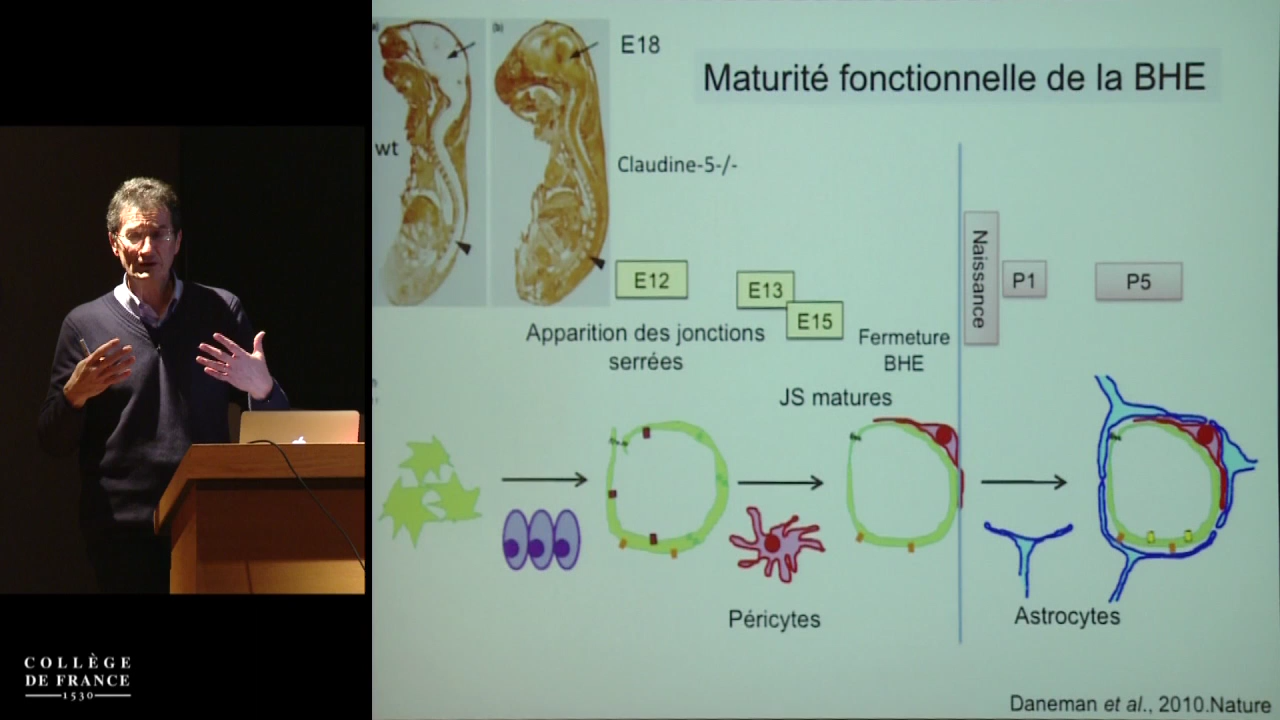 (b)
E18
Maturité fonctionnelle de la BHE
wt
Claudine-5-/-
E12
E13
E15
Naissance
P1
P5
Apparition des jonctions
serrées
Fermeture
BHE
JS matures
Péricytes
Astrocytes
Daneman et al., 2010.Nature
COLLÈGE
DE FRANCE
1530